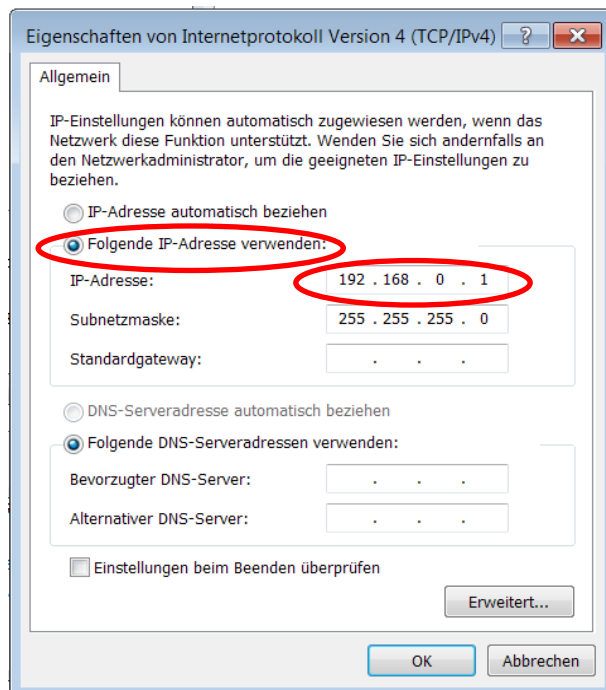 Eigenschaften von Internetprotokoll Version 4 (TCP/IPv4)
Allgemein
IP-Einstellungen können automatisch zugewiesen werden, wenn das
Netzwerk diese Funktion unterstützt. Wenden Sie sich andernfalls an
den Netzwerkadministrator, um die geeigneten IP-Einstellungen zu
beziehen.
IP-Adresse automatisch beziehen
Folgende IP-Adresse verwenden:
IP-Adresse: 192 . 168 . 0 . 1
Subnetzmaske: 255 . 255 . 255 . 0
Standardgateway: . . .
DNS-Serveradresse automatisch beziehen
Folgende DNS-Serveradressen verwenden:
Bevorzugter DNS-Server: . . .
Alternativer DNS-Server: . . .
Einstellungen beim Beenden überprüfen
Erweitert...
OK Abbrechen